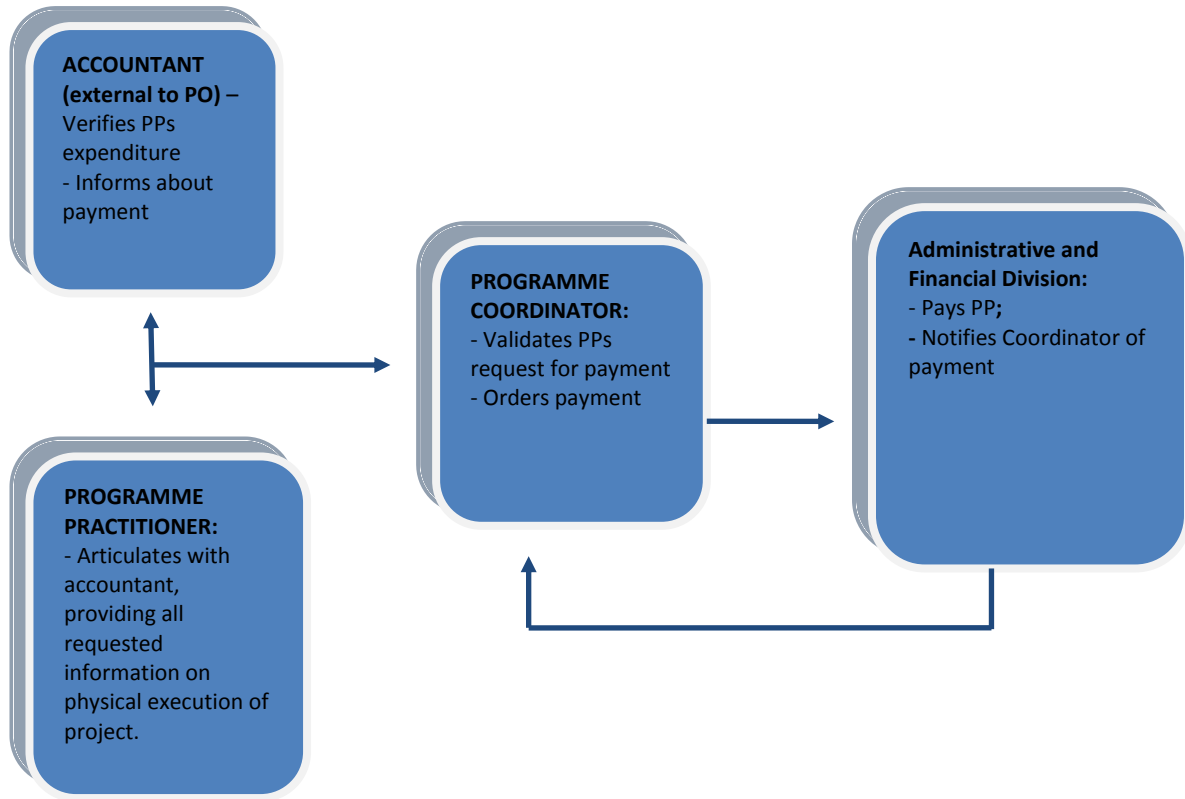 ACCOUNTANT
(external to PO) –
Verifies PPs
expenditure
- Informs about
payment
PROGRAMME
PRACTITIONER:
- Articulates with
accountant,
providing all
requested
information on
physical execution of
project.
PROGRAMME
COORDINATOR:
- Validates PPs
request for payment
- Orders payment
Administrative and
Financial Division:
- Pays PP;
- Notifies Coordinator of
payment